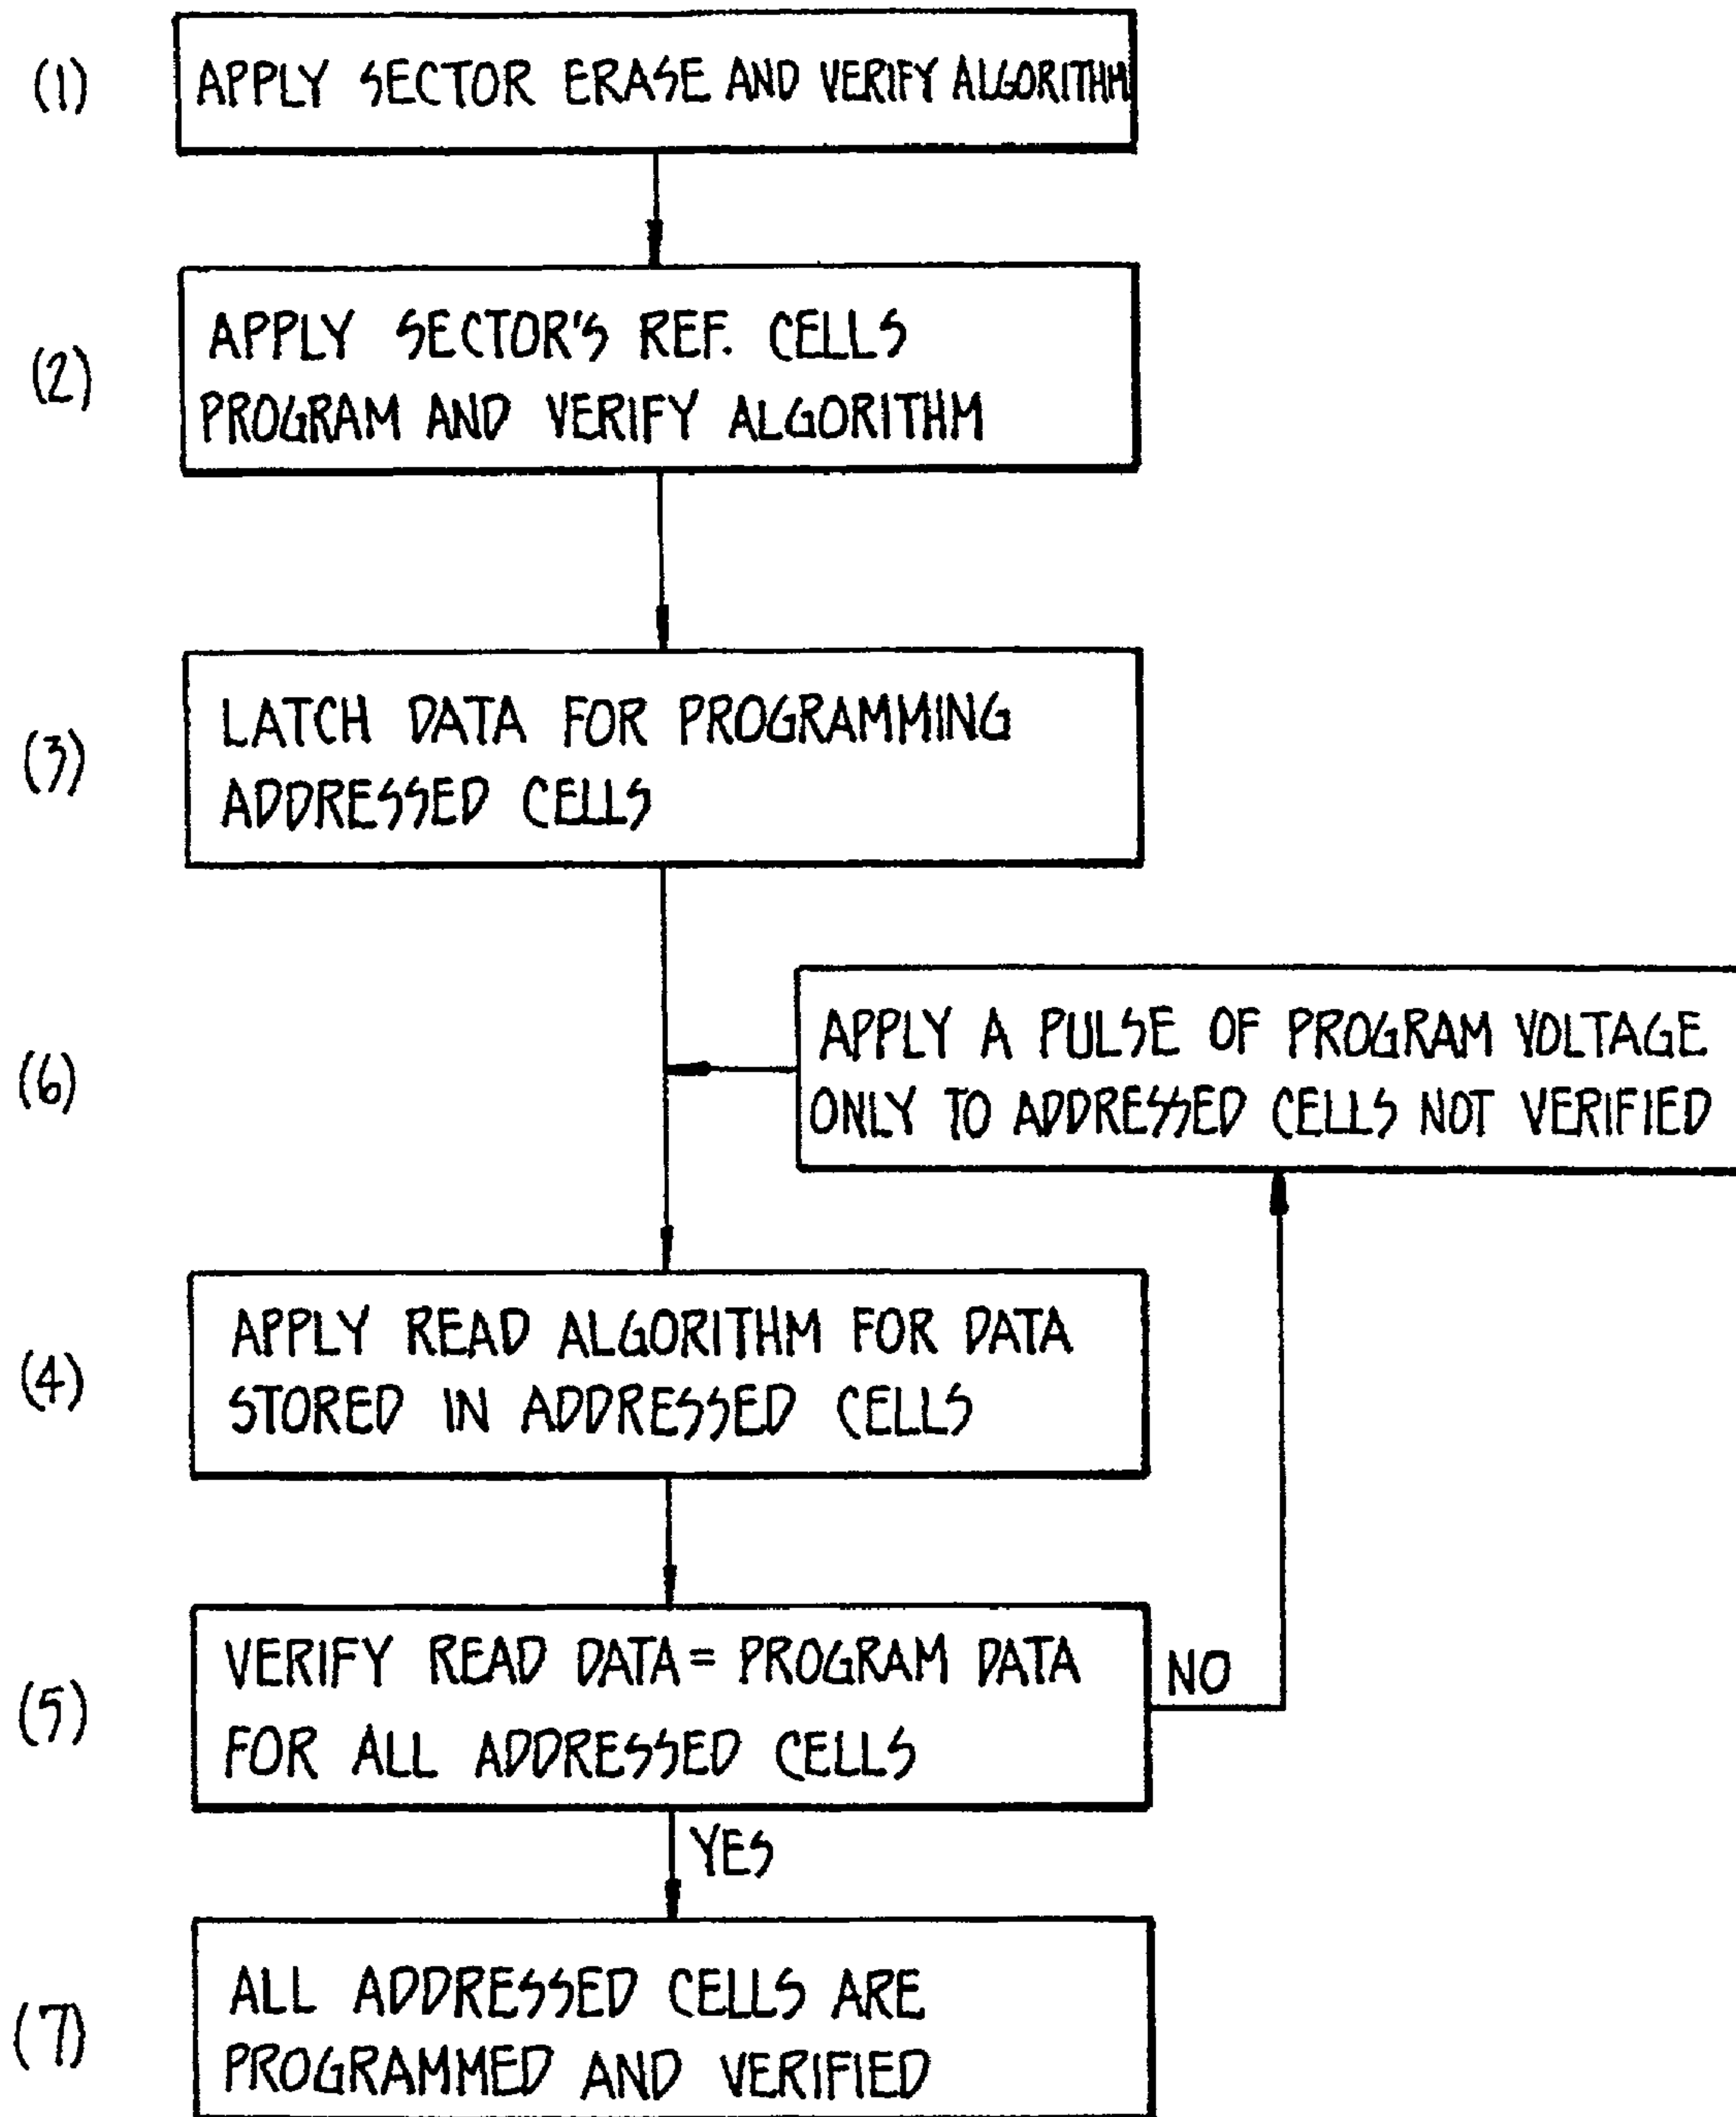 (1)
APPLY SECTOR ERASE AND VERIFY ALGORITHM
(2)
APPLY SECTOR'S REF. CELLS
PROGRAM AND VERIFY ALGORITHM
(3)
LATCH DATA FOR PROGRAMMING
ADDRESSED CELLS
(6)
APPLY A PULSE OF PROGRAM VOLTAGE
ONLY TO ADDRESSED CELLS NOT VERIFIED
(4)
APPLY READ ALGORITHM FOR DATA
STORED IN ADDRESSED CELLS
(5)
VERIFY READ DATA = PROGRAM DATA
FOR ALL ADDRESSED CELLS
NO
YES
(7)
ALL ADDRESSED CELLS ARE
PROGRAMMED AND VERIFIED